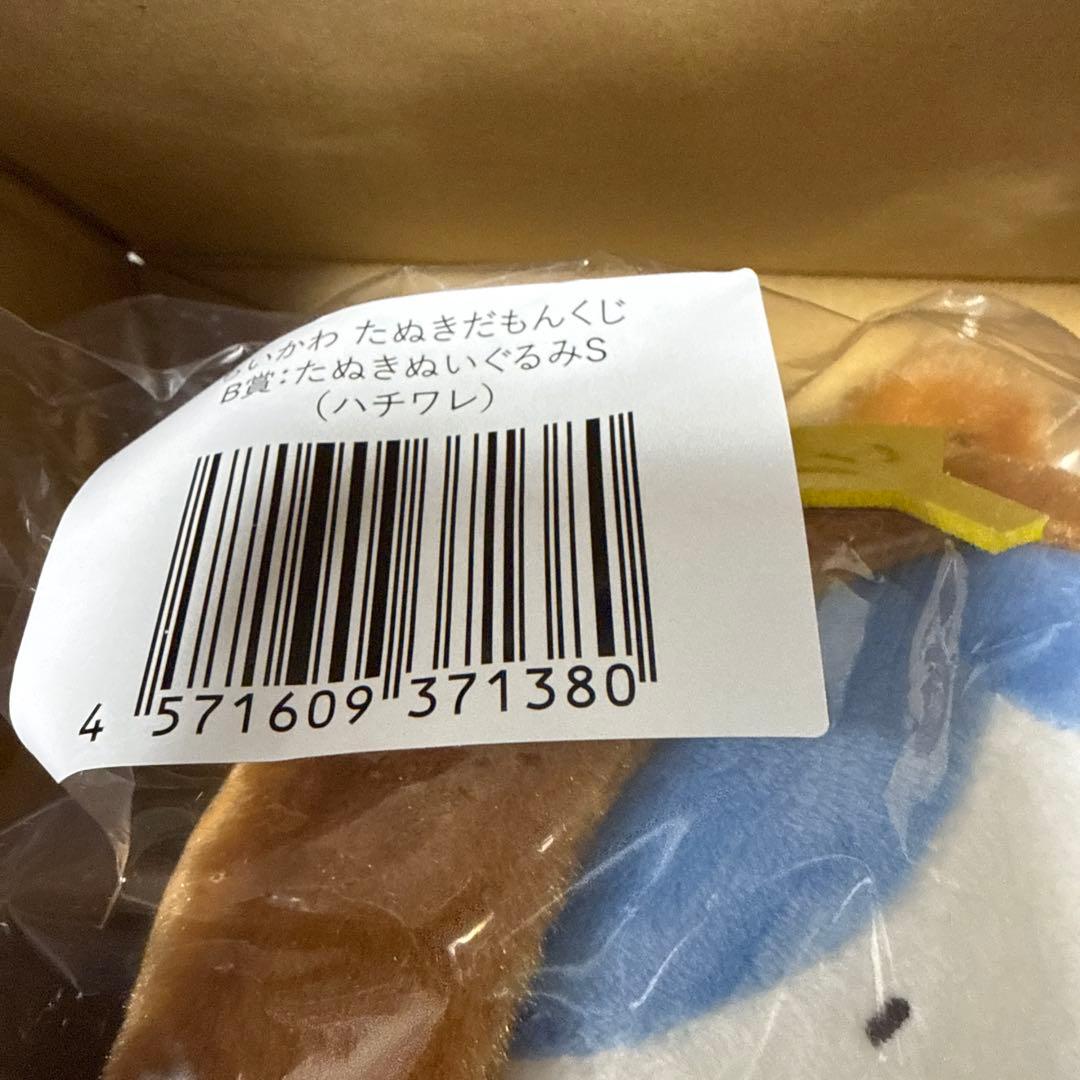 ちいかわ たぬきだもんくじ
B賞:たぬきぬいぐるみS
(ハチワレ)
4 571609 371380